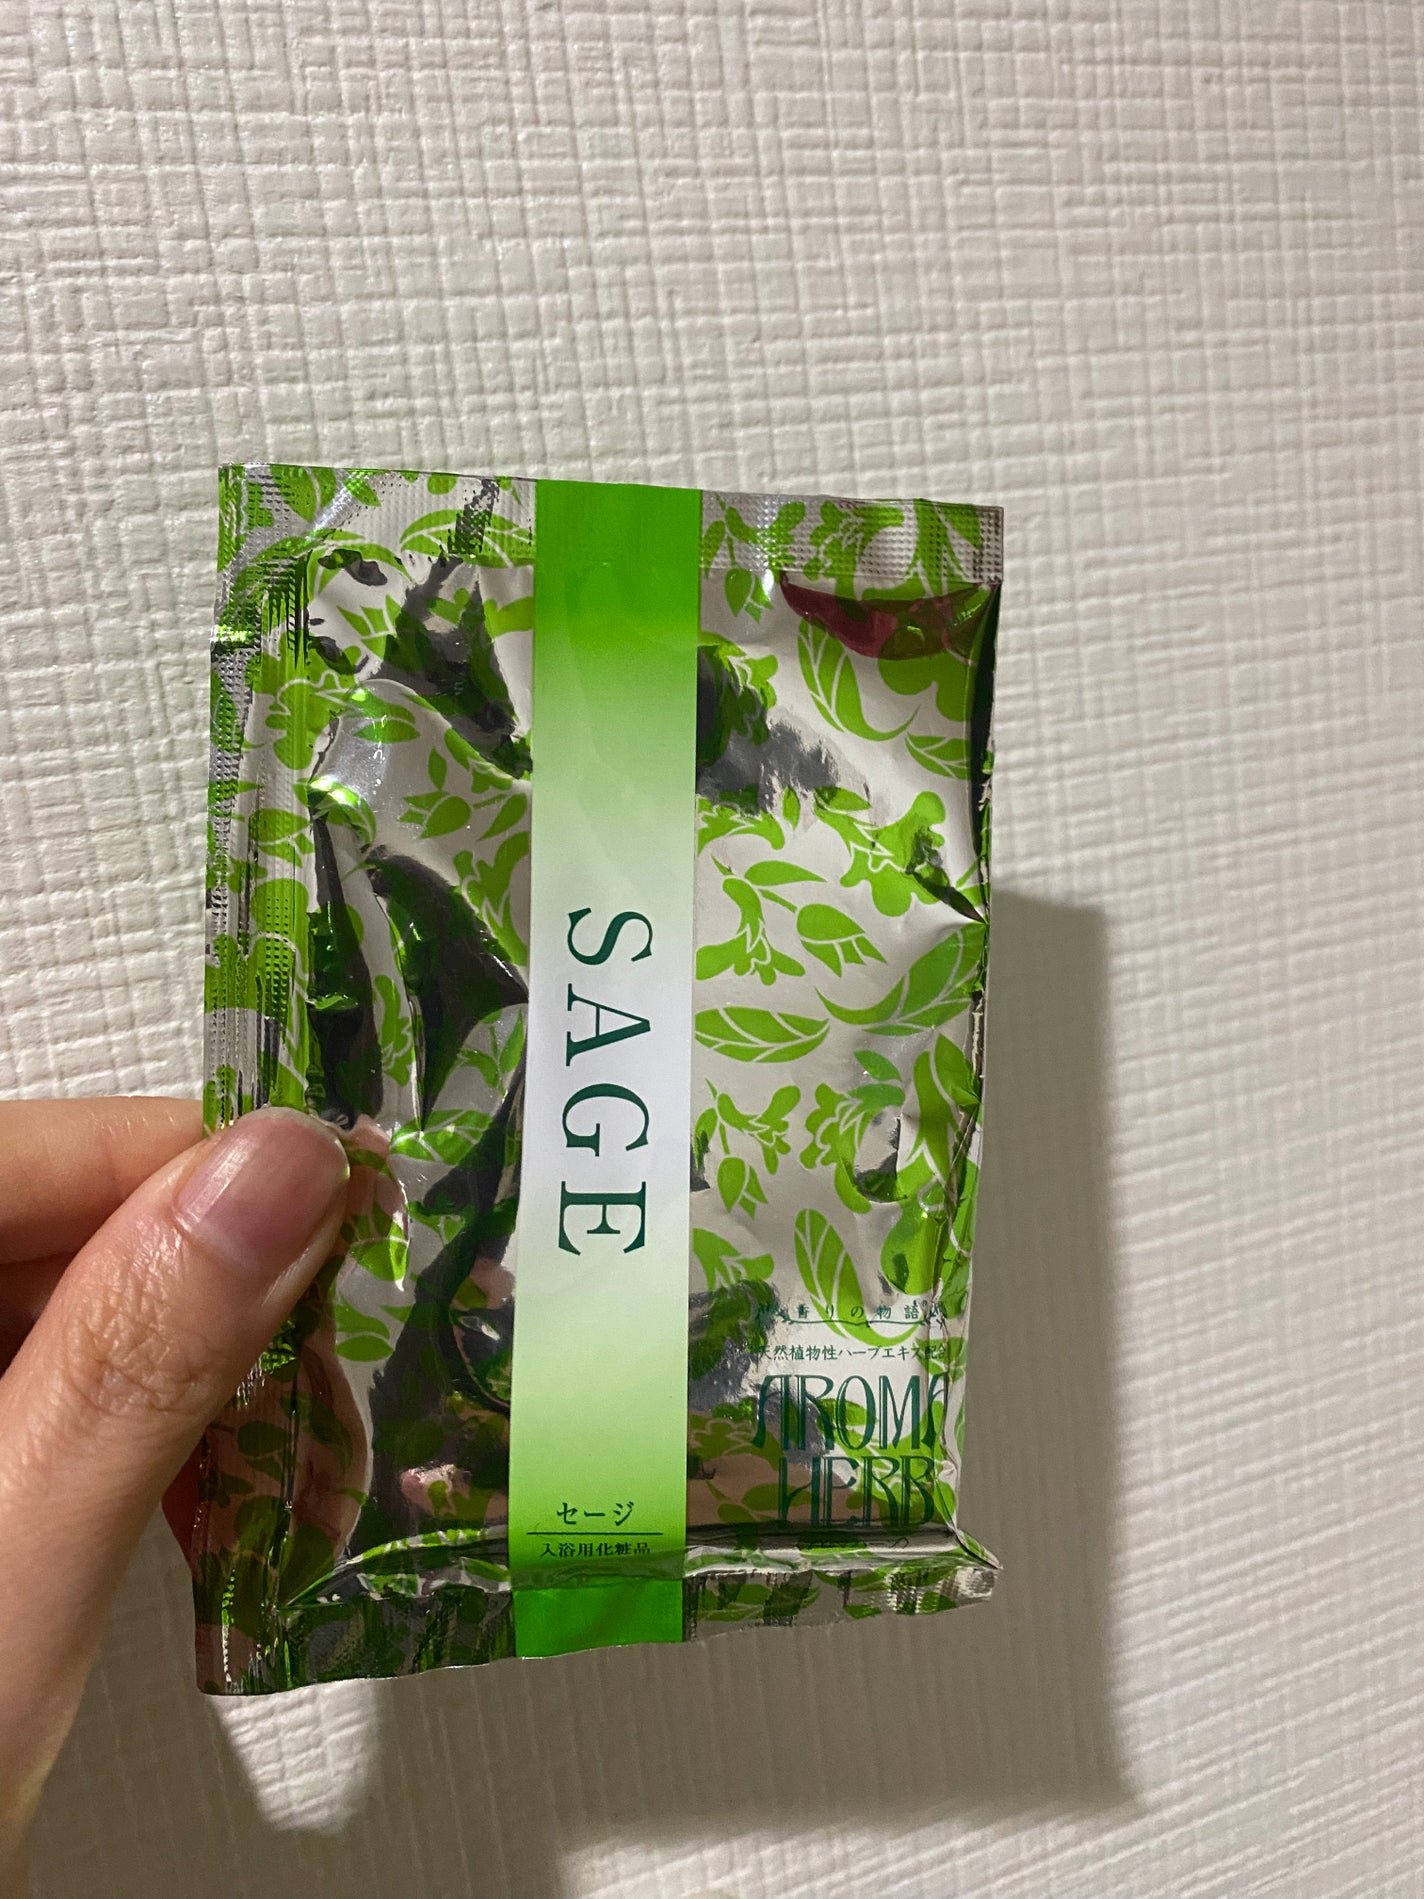 SAGE
セージ
入浴用化粧品
香りの物語
天然植物性ハーブエキス配合
AROMA
HERB